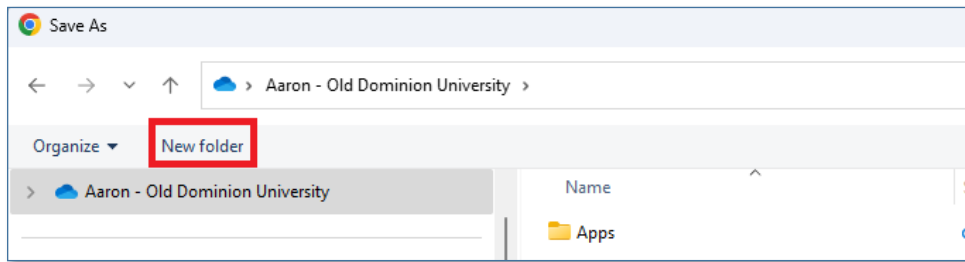 Save As
Aaron - Old Dominion University
Organize New folder
Aaron - Old Dominion University
Name
Apps